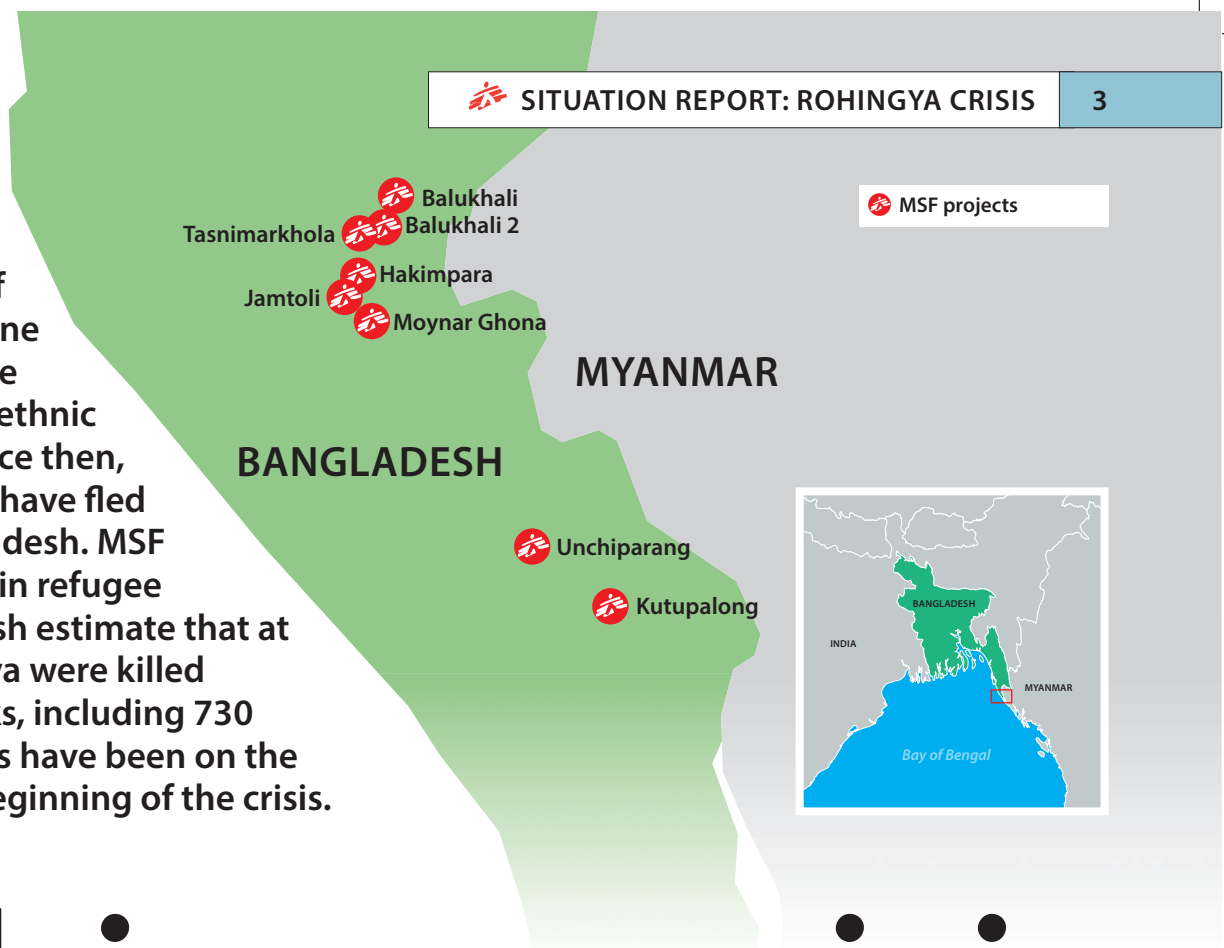 SITUATION REPORT: ROHINGYA CRISIS 3
MSF projects
Balukhali
Balukhali 2
Tasnimarkhola
Hakimpara
Jamtoli
Moynar Ghona
MYANMAR
BANGLADESH
Unchiparang
Kutupalong
f
ne
e
ethnic
ce then,
have fled
desh. MSF
in refugee
sh estimate that at
ya were killed
ks, including 730
s have been on the
eginning of the crisis.
BANGLADESH
INDIA
MYANMAR
Bay of Bengal